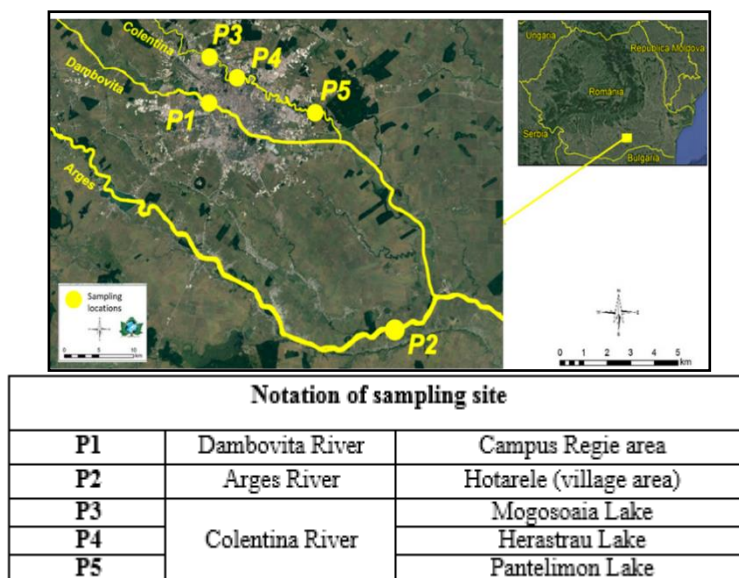 Colentina
P3
P4
P5
Dambovita
P1
Arges
P2
Sampling
locations
0 5 10
km
Ungaria
Republica Moldova
România
Serbia
Bulgaria
N
S
0 1 2 3 4 5
km
Notation of sampling site
P1 Dambovita River Campus Regie area
P2 Arges River Hotarele (village area)
P3 Mogosoaia Lake
P4 Colentina River Herastrau Lake
P5 Pantelimon Lake